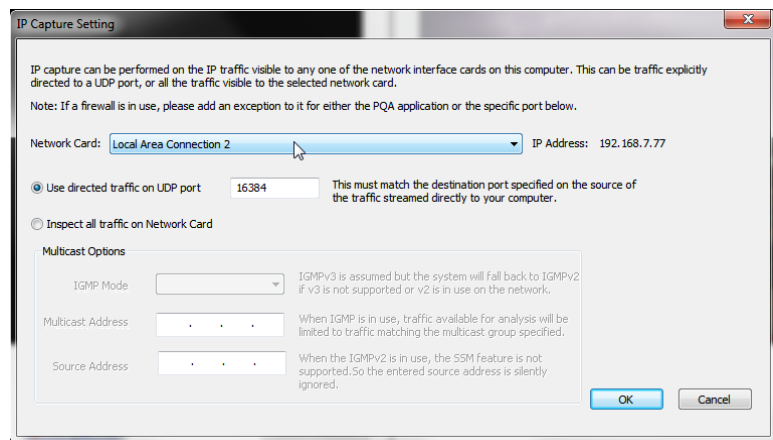 IP Capture Setting
IP capture can be performed on the IP traffic visible to any one of the network interface cards on this computer. This can be traffic explicitly
directed to a UDP port, or all the traffic visible to the selected network card.
Note: If a firewall is in use, please add an exception to it for either the PQA application or the specific port below.
Network Card: Local Area Connection 2 IP Address: 192.168.7.77
Use directed traffic on UDP port 16384 This must match the destination port specified on the source of
the traffic streamed directly to your computer.
Inspect all traffic on Network Card
Multicast Options
IGMP Mode
IGMPv3 is assumed but the system will fall back to IGMPv2
if v3 is not supported or v2 is in use on the network.
Multicast Address . . .
When IGMP is in use, traffic available for analysis will be
limited to traffic matching the multicast group specified.
Source Address . . .
When the IGMPv2 is in use, the SSM feature is not
supported.So the entered source address is silently
ignored.
OK Cancel